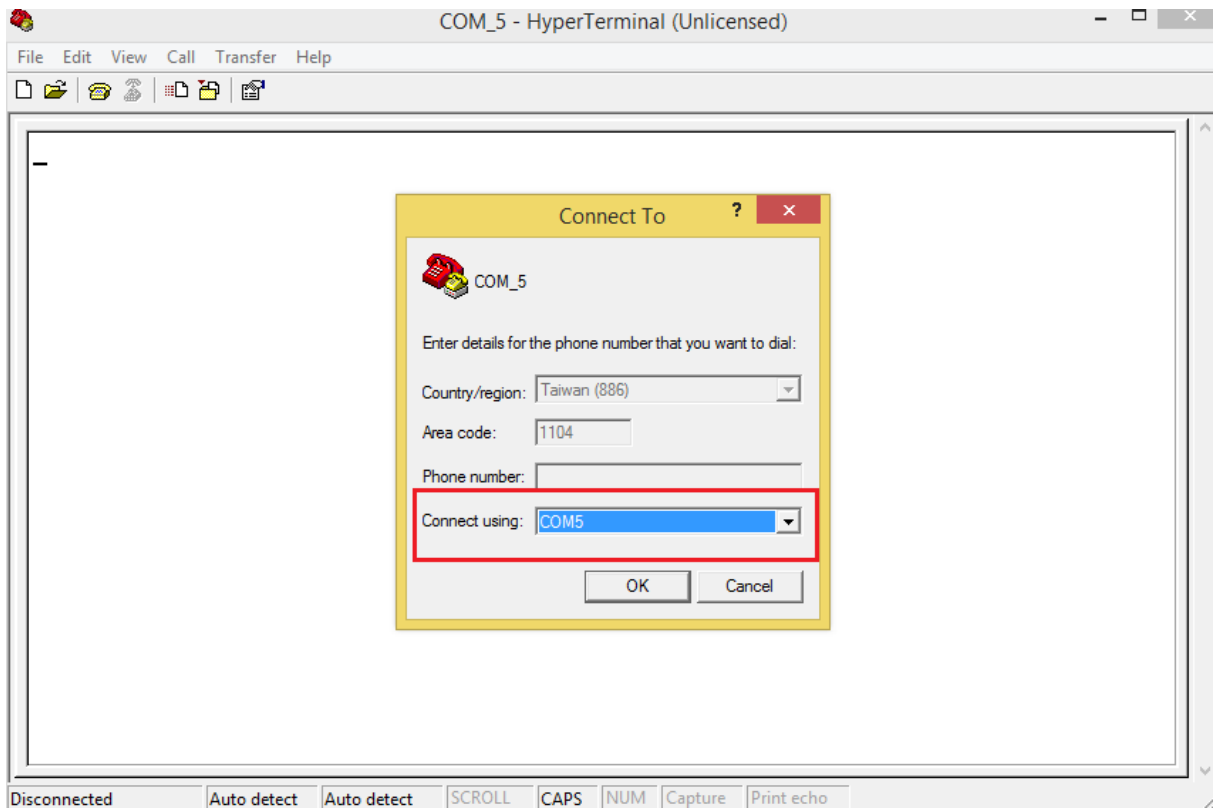 COM_5 - HyperTerminal (Unlicensed)
File Edit View Call Transfer Help
Connect To ?
COM_5
Enter details for the phone number that you want to dial:
Country/region: Taiwan (886)
Area code: 1104
Phone number:
Connect using: COM5
OK Cancel
Disconnected Auto detect Auto detect SCROLL CAPS NUM Capture Print echo